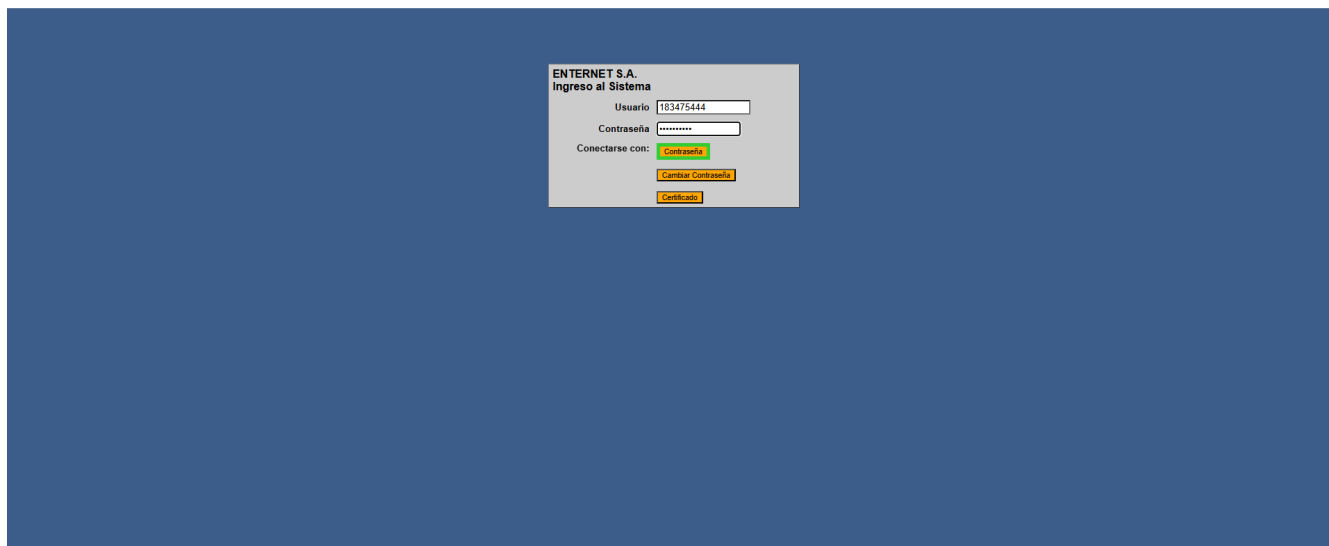 ENTERNET S.A.
Ingreso al Sistema
Usuario 183475444
Contraseña ••••••••••
Conectarse con: Contraseña
Cambiar Contraseña
Certificado